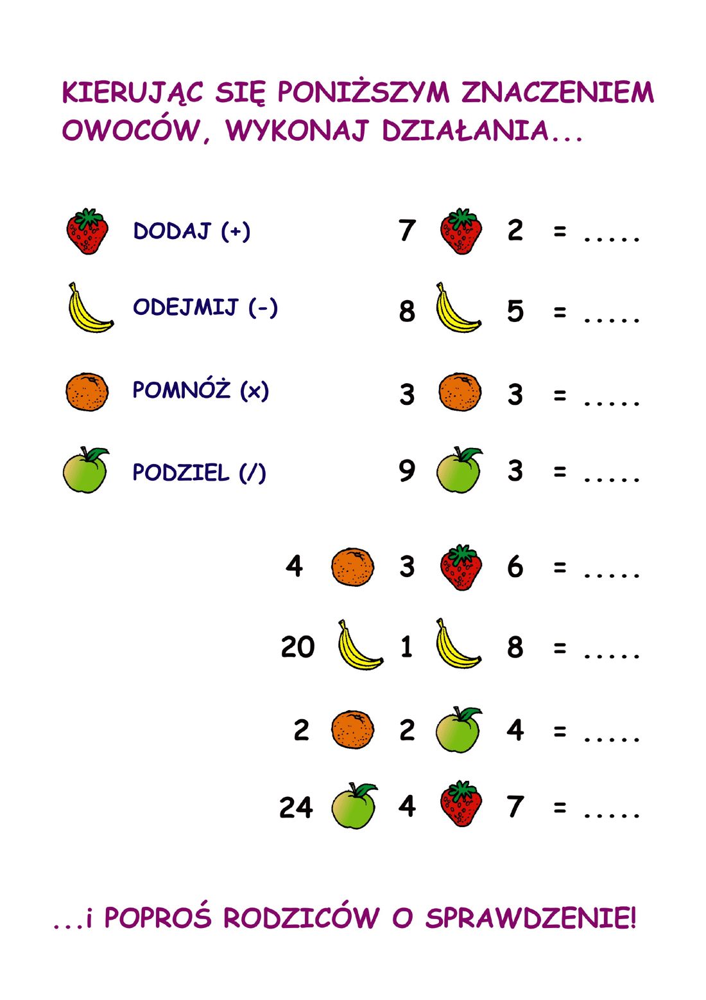 KIERUJĄC SIĘ PONIŻSZYM ZNACZENIEM
OWOCÓW, WYKONAJ DZIAŁANIA...
DODAJ (+) 7 2 = .....
ODEJMIJ (-) 8 5 = .....
POMNÓŻ (x) 3 3 = .....
PODZIEL (/) 9 3 = .....
4 3 6 = .....
20 1 8 = .....
2 2 4 = .....
24 4 7 = .....
...i POPROŚ RODZICÓW O SPRAWDZENIE!